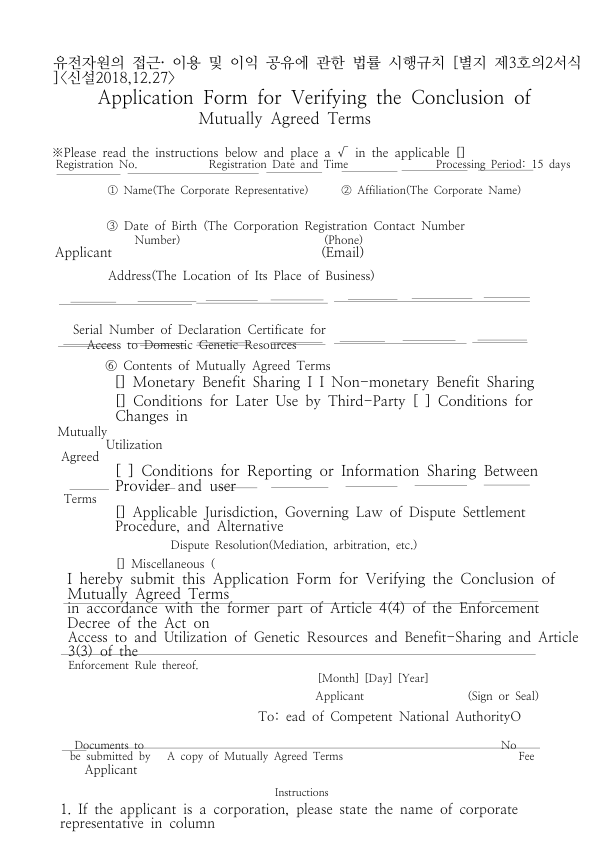 유전자원의 접근· 이용 및 이익 공유에 관한 법률 시행규치 [별지 제3호의2서식
]<신설2018,12.27>
Application Form for Verifying the Conclusion of
Mutually Agreed Terms
※Please read the instructions below and place a √ in the applicable []
Registration No. Registration Date and Time Processing Period: 15 days
① Name(The Corporate Representative) ② Affiliation(The Corporate Name)
③ Date of Birth (The Corporation Registration Contact Number
Number) (Phone)
Applicant (Email)
Address(The Location of Its Place of Business)
Serial Number of Declaration Certificate for
Access to Domestic Genetic Resources
⑥ Contents of Mutually Agreed Terms
[] Monetary Benefit Sharing I I Non-monetary Benefit Sharing
[] Conditions for Later Use by Third-Party [ ] Conditions for
Changes in
Mutually
Utilization
Agreed
[ ] Conditions for Reporting or Information Sharing Between
Provider and user
Terms
[] Applicable Jurisdiction, Governing Law of Dispute Settlement
Procedure, and Alternative
Dispute Resolution(Mediation, arbitration, etc.)
[] Miscellaneous (
I hereby submit this Application Form for Verifying the Conclusion of
Mutually Agreed Terms
in accordance with the former part of Article 4(4) of the Enforcement
Decree of the Act on
Access to and Utilization of Genetic Resources and Benefit-Sharing and Article
3(3) of the
Enforcement Rule thereof.
[Month] [Day] [Year]
Applicant (Sign or Seal)
To: ead of Competent National AuthorityO
Documents to No
be submitted by A copy of Mutually Agreed Terms Fee
Applicant
Instructions
1. If the applicant is a corporation, please state the name of corporate
representative in column